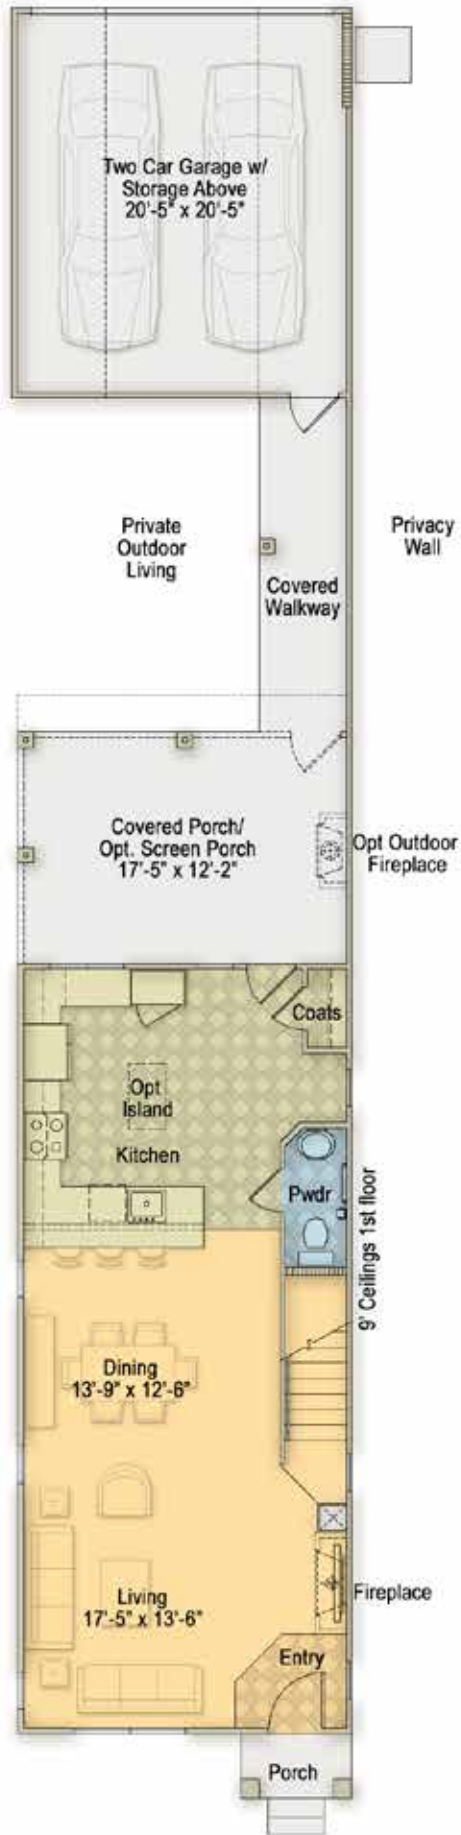 Two Car Garage w/
Storage Above
20'-5" x 20'-5"
Private
Outdoor
Living
Privacy
Wall
Covered
Walkway
Covered Porch/
Opt. Screen Porch
17'-5" x 12'-2"
Opt Outdoor
Fireplace
Coats
Opt
Island
Kitchen
Pwdr
9' Ceilings 1st floor
Dining
13'-9" x 12'-6"
Living
17'-5" x 13'-6"
Fireplace
Entry
Porch